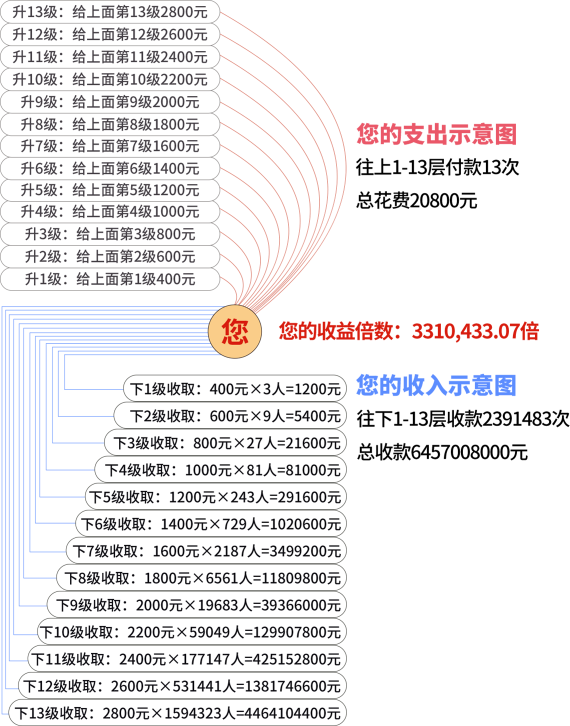 升13级：给上面第13级2800元
升12级：给上面第12级2600元
升11级：给上面第11级2400元
升10级：给上面第10级2200元
升9级：给上面第9级2000元
升8级：给上面第8级1800元
升7级：给上面第7级1600元
升6级：给上面第6级1400元
升5级：给上面第5级1200元
升4级：给上面第4级1000元
升3级：给上面第3级800元
升2级：给上面第2级600元
升1级：给上面第1级400元
您的支出示意图
往上1-13层付款13次
总花费20800元
您
您的收益倍数：3310,433.07倍
您的收入示意图
往下1-13层收款2391483次
总收款6457008000元
下1级收取：400元×3人=1200元
下2级收取：600元×9人=5400元
下3级收取：800元×27人=21600元
下4级收取：1000元×81人=81000元
下5级收取：1200元×243人=291600元
下6级收取：1400元×729人=1020600元
下7级收取：1600元×2187人=3499200元
下8级收取：1800元×6561人=11809800元
下9级收取：2000元×19683人=39366000元
下10级收取：2200元×59049人=129907800元
下11级收取：2400元×177147人=425152800元
下12级收取：2600元×531441人=1381746600元
下13级收取：2800元×1594323人=4464104400元